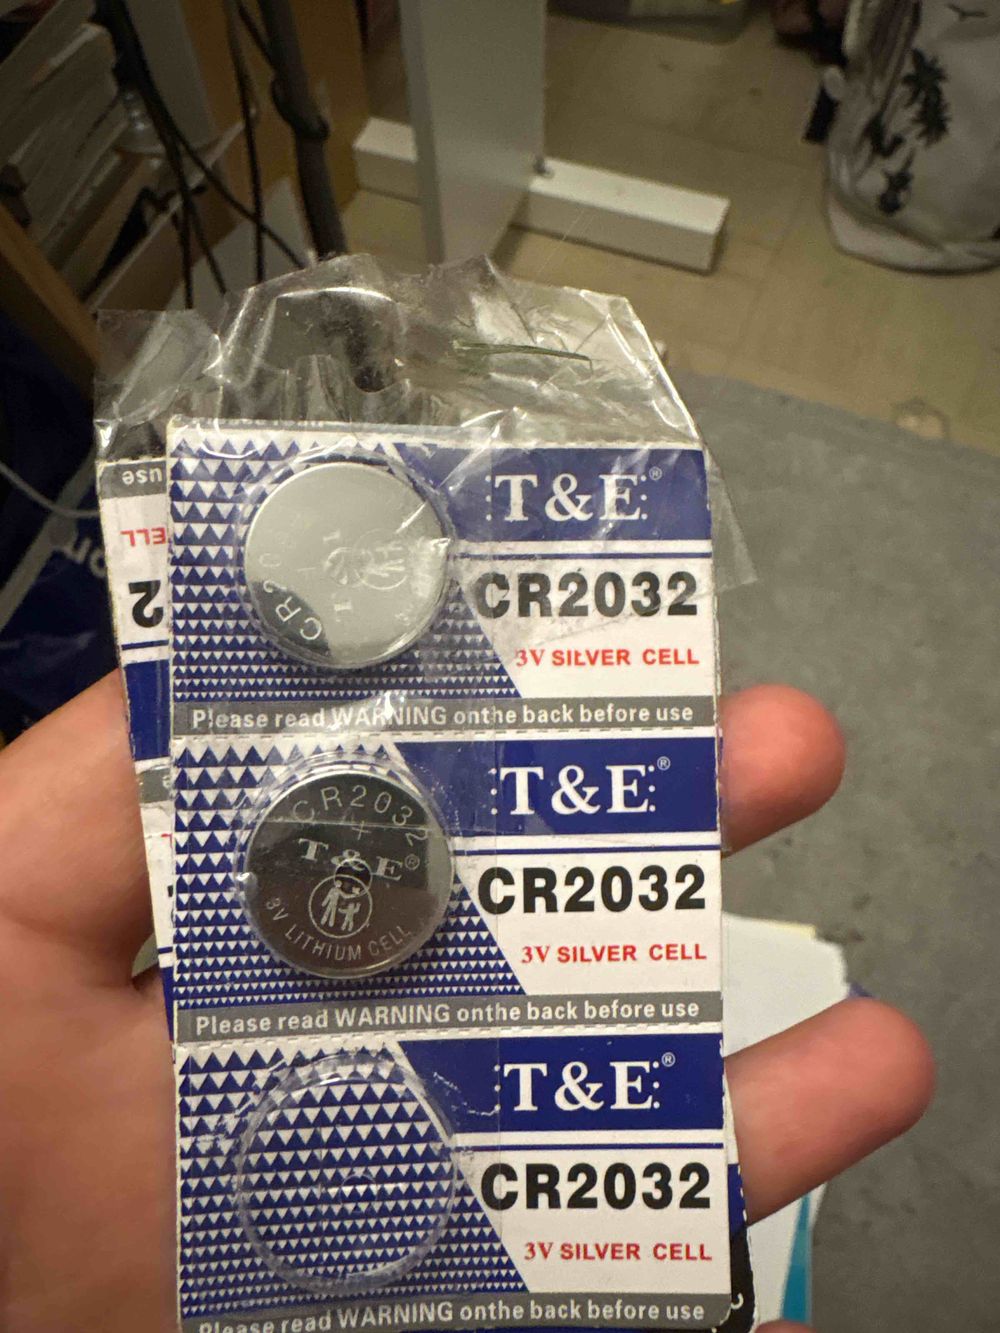 use
T&E®
CR2032
3V SILVER CELL
Please read WARNING onthe back before use
T&E®
CR2032
3V SILVER CELL
CR2032
+
T&E®
3V LITHIUM CELL
Please read WARNING onthe back before use
T&E®
CR2032
3V SILVER CELL
Please read WARNING onthe back before use